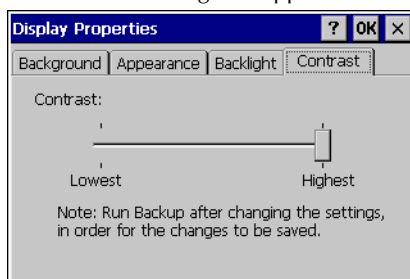 Display Properties ? OK ×
Background Appearance Backlight Contrast
Contrast:
Lowest Highest
Note: Run Backup after changing the settings,
in order for the changes to be saved.